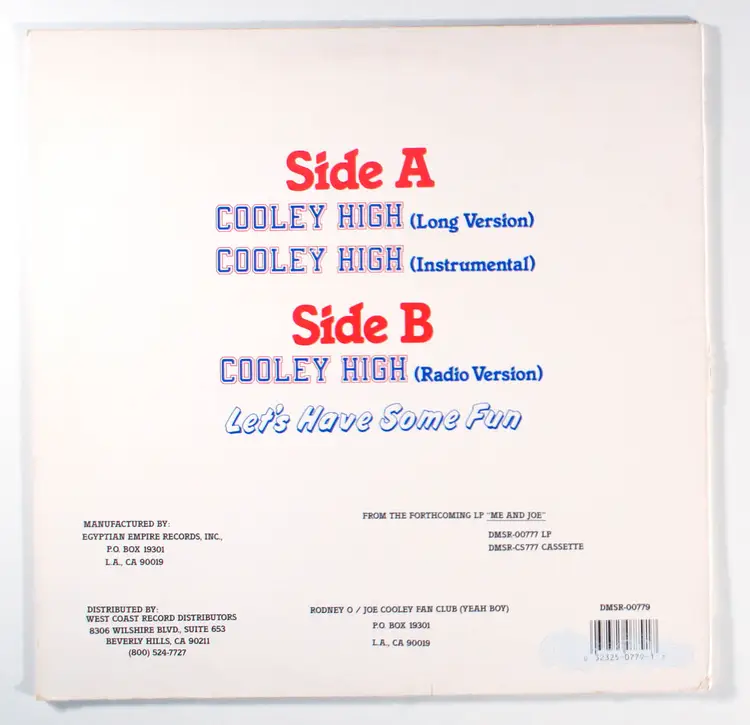 Side A
COOLEY HIGH (Long Version)
COOLEY HIGH (Instrumental)
Side B
COOLEY HIGH (Radio Version)
Let's Have Some Fun
FROM THE FORTHCOMING LP "ME AND JOE"
DMSR-00777 LP
DMSR-CS777 CASSETTE
MANUFACTURED BY:
EGYPTIAN EMPIRE RECORDS, INC.,
P.O. BOX 19301
L.A., CA 90019
DISTRIBUTED BY:
WEST COAST RECORD DISTRIBUTORS
8306 WILSHIRE BLVD., SUITE 653
BEVERLY HILLS, CA 90211
(800) 524-7727
RODNEY O / JOE COOLEY FAN CLUB (YEAH BOY)
P.O. BOX 19301
L.A., CA 90019
DMSR-00779